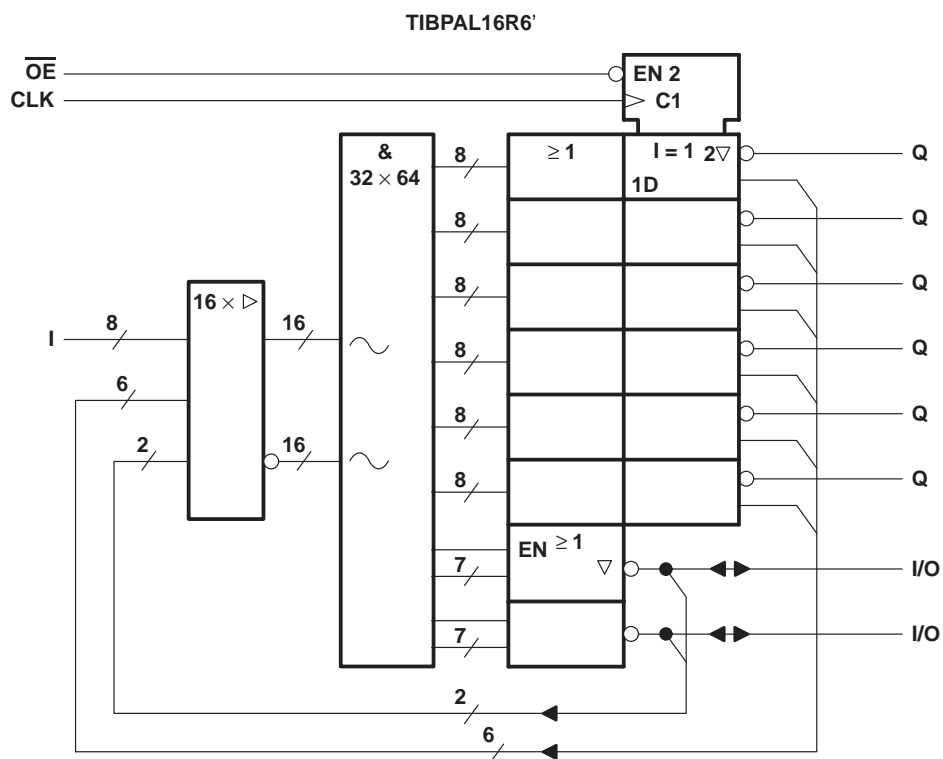 TIBPAL16R6’
OE
CLK
EN 2
C1
&
32 × 64
8
≥ 1
I = 1 2▽
1D
Q
8
Q
8
Q
16 × ▷
I
8
16
8
Q
6
8
Q
2
16
8
Q
EN ≥ 1
▽
7
I/O
7
I/O
2
6